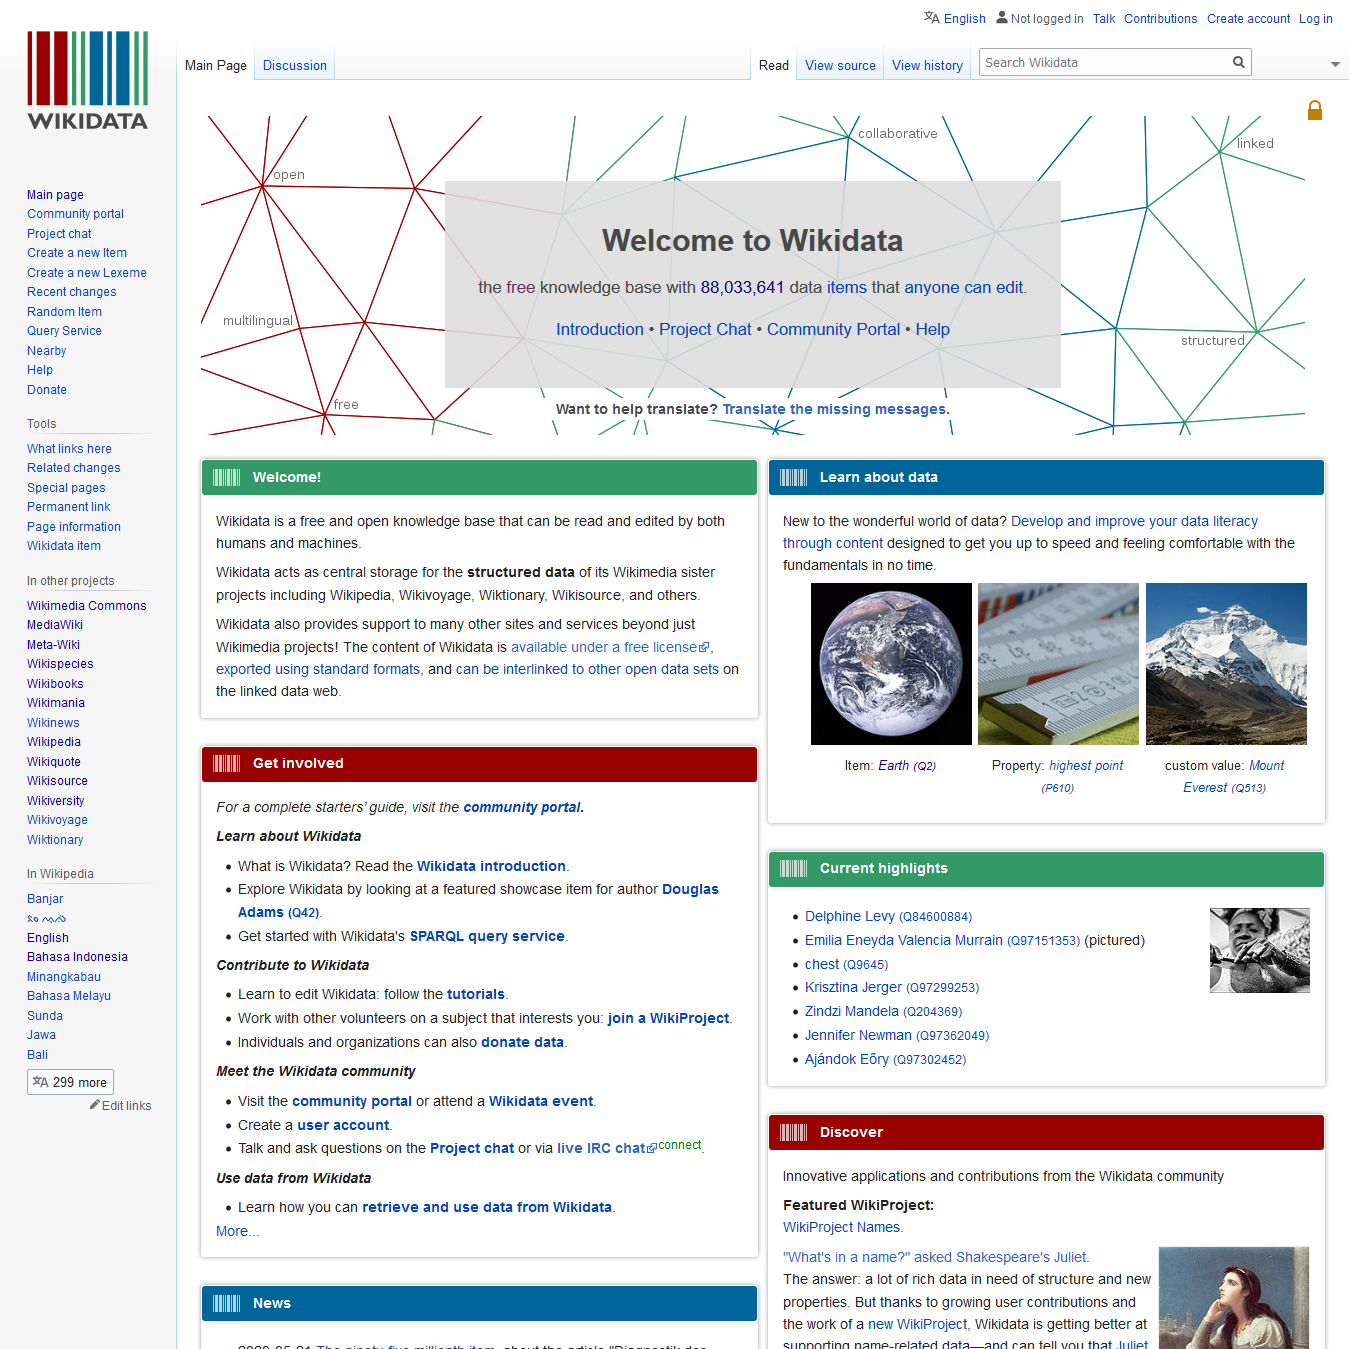 English Not logged in Talk Contributions Create account Log in
WIKIDATA
Main Page Discussion Read View source View history Search Wikidata
Main page
Community portal
Project chat
Create a new Item
Create a new Lexeme
Recent changes
Random Item
Query Service
Nearby
Help
Donate
Tools
What links here
Related changes
Special pages
Permanent link
Page information
Wikidata item
In other projects
Wikimedia Commons
MediaWiki
Meta-Wiki
Wikispecies
Wikibooks
Wikimania
Wikinews
Wikipedia
Wikiquote
Wikisource
Wikiversity
Wikivoyage
Wiktionary
In Wikipedia
Banjar
English
Bahasa Indonesia
Minangkabau
Bahasa Melayu
Sunda
Jawa
Bali
299 more
Edit links
collaborative
linked
open
multilingual
structured
free
Welcome to Wikidata
the free knowledge base with 88,033,641 data items that anyone can edit.
Introduction • Project Chat • Community Portal • Help
Want to help translate? Translate the missing messages.
Welcome!
Wikidata is a free and open knowledge base that can be read and edited by both
humans and machines.
Wikidata acts as central storage for the structured data of its Wikimedia sister
projects including Wikipedia, Wikivoyage, Wiktionary, Wikisource, and others.
Wikidata also provides support to many other sites and services beyond just
Wikimedia projects! The content of Wikidata is available under a free license,
exported using standard formats, and can be interlinked to other open data sets on
the linked data web.
Get involved
For a complete starters' guide, visit the community portal.
Learn about Wikidata
• What is Wikidata? Read the Wikidata introduction.
• Explore Wikidata by looking at a featured showcase item for author Douglas
Adams (Q42).
• Get started with Wikidata's SPARQL query service.
Contribute to Wikidata
• Learn to edit Wikidata: follow the tutorials.
• Work with other volunteers on a subject that interests you: join a WikiProject.
• Individuals and organizations can also donate data.
Meet the Wikidata community
• Visit the community portal or attend a Wikidata event.
• Create a user account.
• Talk and ask questions on the Project chat or via live IRC chat connect.
Use data from Wikidata
• Learn how you can retrieve and use data from Wikidata.
More...
News
2020-05-21 The ninety-five millionth item, about the article "Diagnostik der
Learn about data
New to the wonderful world of data? Develop and improve your data literacy
through content designed to get you up to speed and feeling comfortable with the
fundamentals in no time.
Item: Earth (Q2)
Property: highest point
(P610)
custom value: Mount
Everest (Q513)
Current highlights
• Delphine Levy (Q84600884)
• Emilia Eneyda Valencia Murrain (Q97151353) (pictured)
• chest (Q9645)
• Krisztina Jerger (Q97299253)
• Zindzi Mandela (Q204369)
• Jennifer Newman (Q97362049)
• Ajándok Eőry (Q97302452)
Discover
Innovative applications and contributions from the Wikidata community
Featured WikiProject:
WikiProject Names.
"What's in a name?" asked Shakespeare's Juliet.
The answer: a lot of rich data in need of structure and new
properties. But thanks to growing user contributions and
the work of a new WikiProject, Wikidata is getting better at
supporting name-related data—and can tell you that Juliet